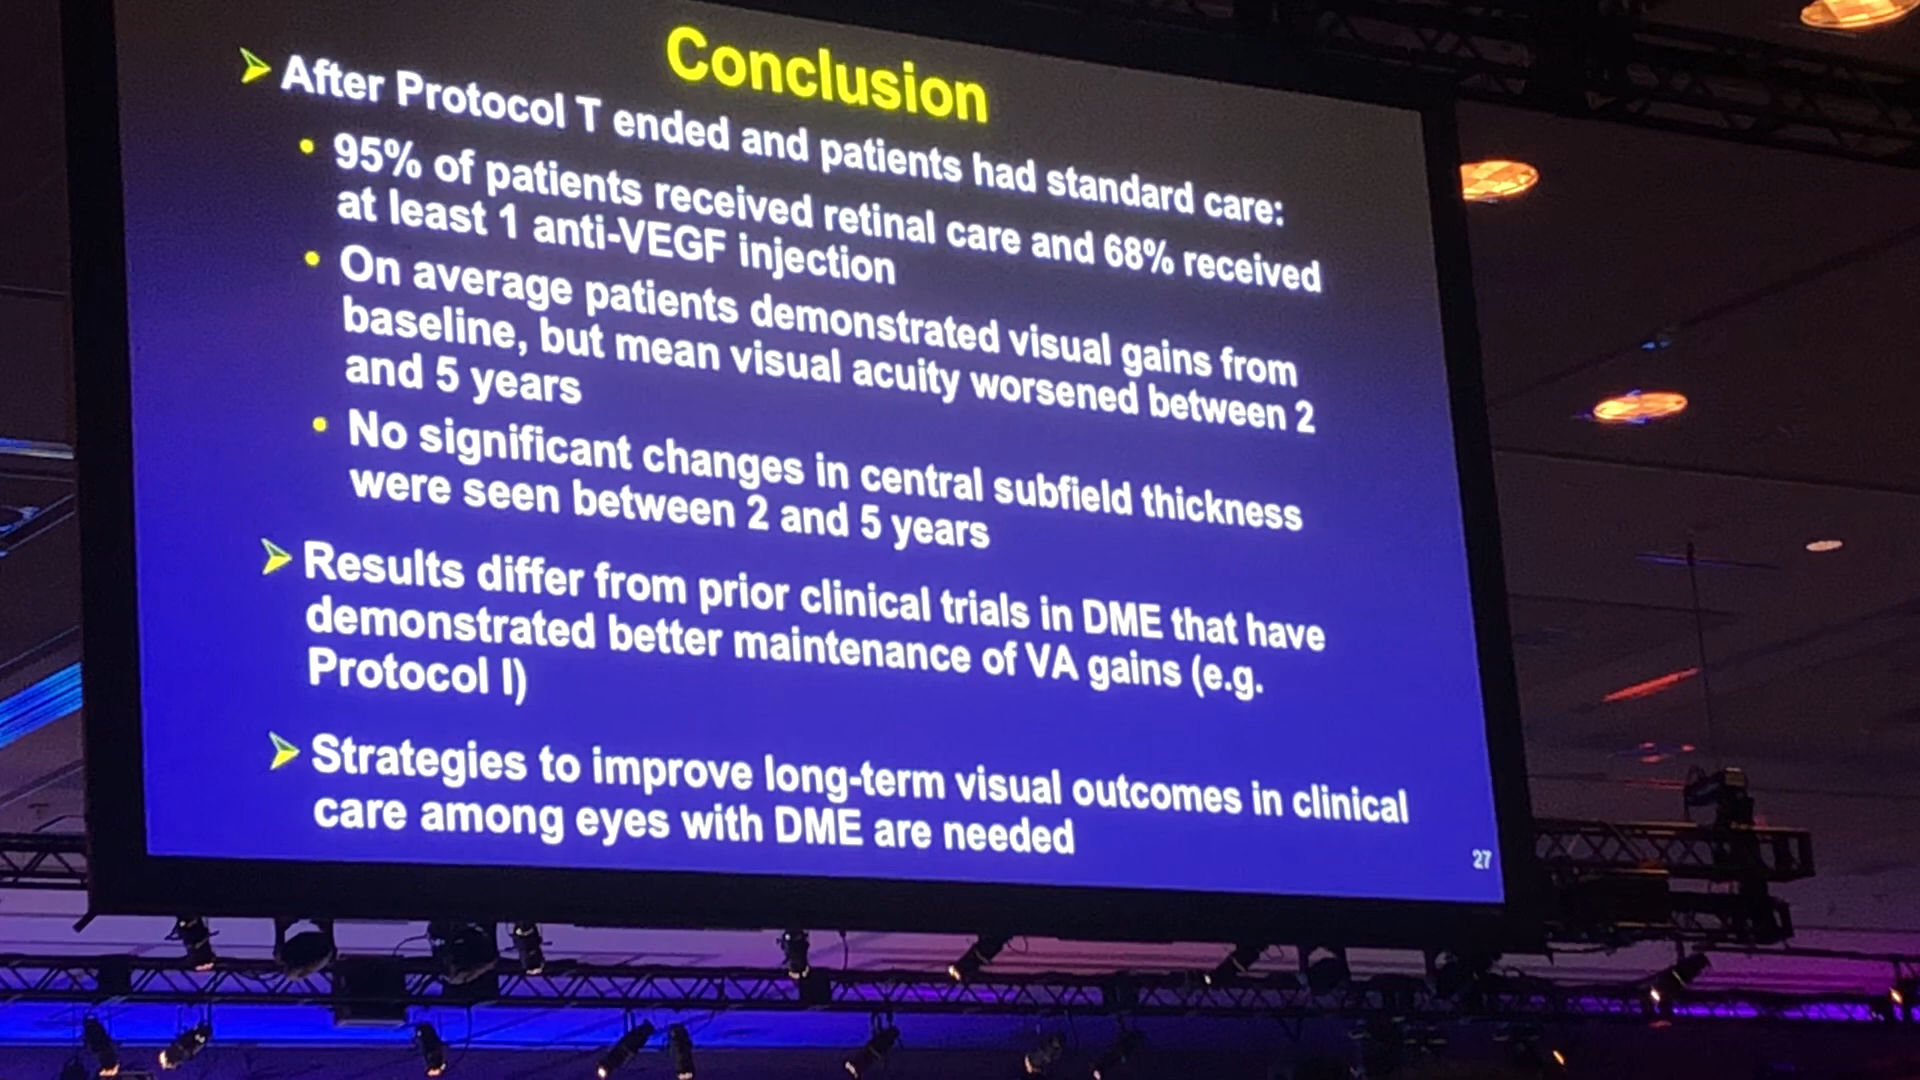 Conclusion
After Protocol T ended and patients had standard care:
• 95% of patients received retinal care and 68% received
at least 1 anti-VEGF injection
• On average patients demonstrated visual gains from
baseline, but mean visual acuity worsened between 2
and 5 years
• No significant changes in central subfield thickness
were seen between 2 and 5 years
Results differ from prior clinical trials in DME that have
demonstrated better maintenance of VA gains (e.g.
Protocol I)
Strategies to improve long-term visual outcomes in clinical
care among eyes with DME are needed
27